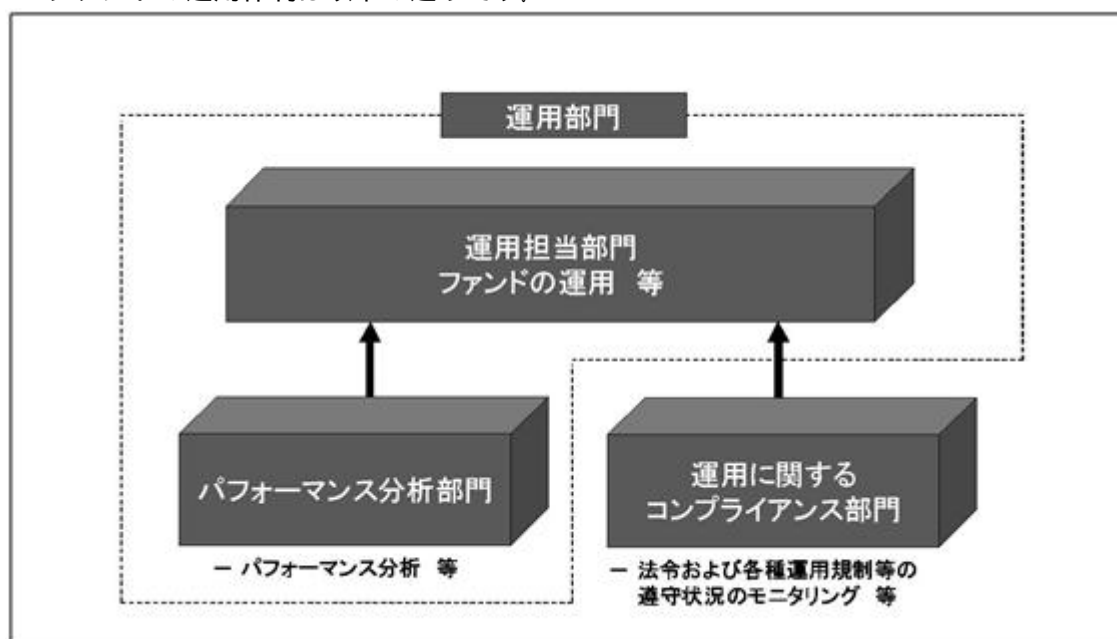 運用部門
運用担当部門
ファンドの運用 等
パフォーマンス分析部門
－ パフォーマンス分析 等
運用に関する
コンプライアンス部門
－ 法令および各種運用規制等の
遵守状況のモニタリング 等